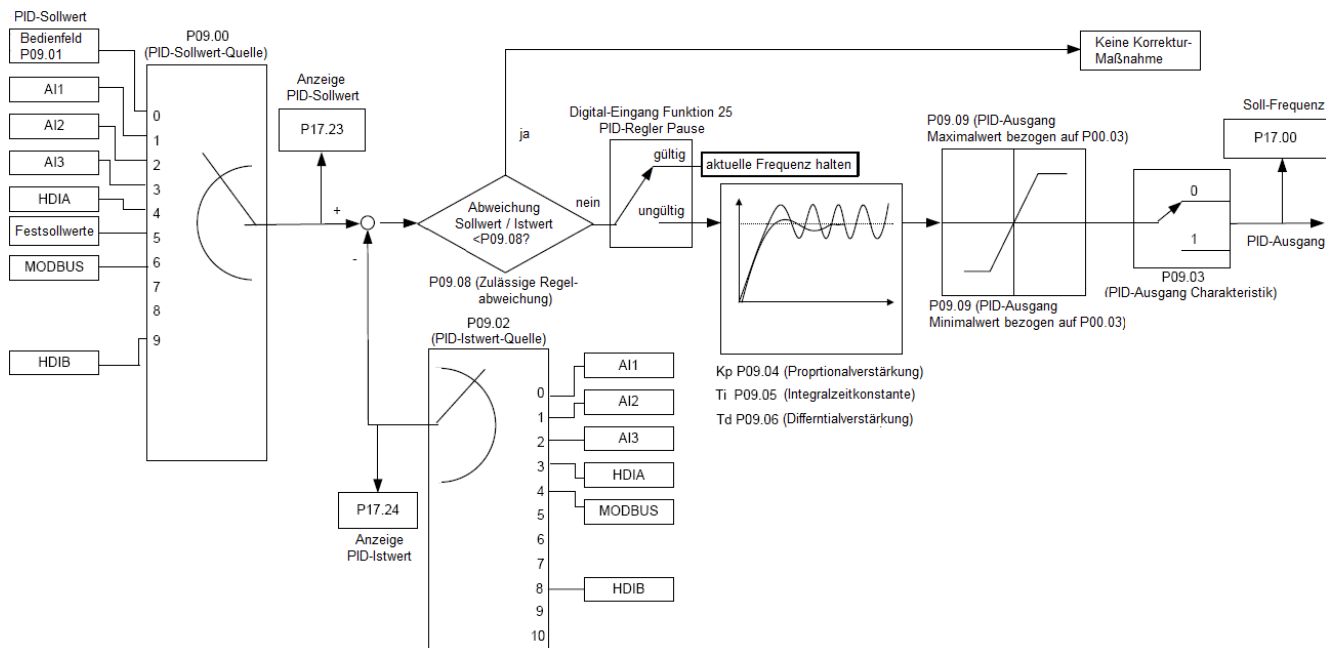 PID-Sollwert
Bedienfeld
P09.01
AI1
AI2
AI3
HDIA
Festsollwerte
MODBUS
HDIB
P09.00
(PID-Sollwert-Quelle)
0
1
2
3
4
5
6
7
8
9
Anzeige
PID-Sollwert
P17.23
+
-
ja
Abweichung
Sollwert / Istwert
<P09.08?
nein
P09.08 (Zulässige Regel-
abweichung)
Keine Korrektur-
Maßnahme
Digital-Eingang Funktion 25
PID-Regler Pause
gültig
ungültig
aktuelle Frequenz halten
Kp P09.04 (Proprtionalverstärkung)
Ti P09.05 (Integralzeitkonstante)
Td P09.06 (Differntialverstärkung)
P09.09 (PID-Ausgang
Maximalwert bezogen auf P00.03)
P09.09 (PID-Ausgang
Minimalwert bezogen auf P00.03)
0
1
P09.03
(PID-Ausgang Charakteristik)
Soll-Frequenz
P17.00
PID-Ausgang
P09.02
(PID-Istwert-Quelle)
0
1
2
3
4
5
6
7
8
9
10
AI1
AI2
AI3
HDIA
MODBUS
HDIB
P17.24
Anzeige
PID-Istwert